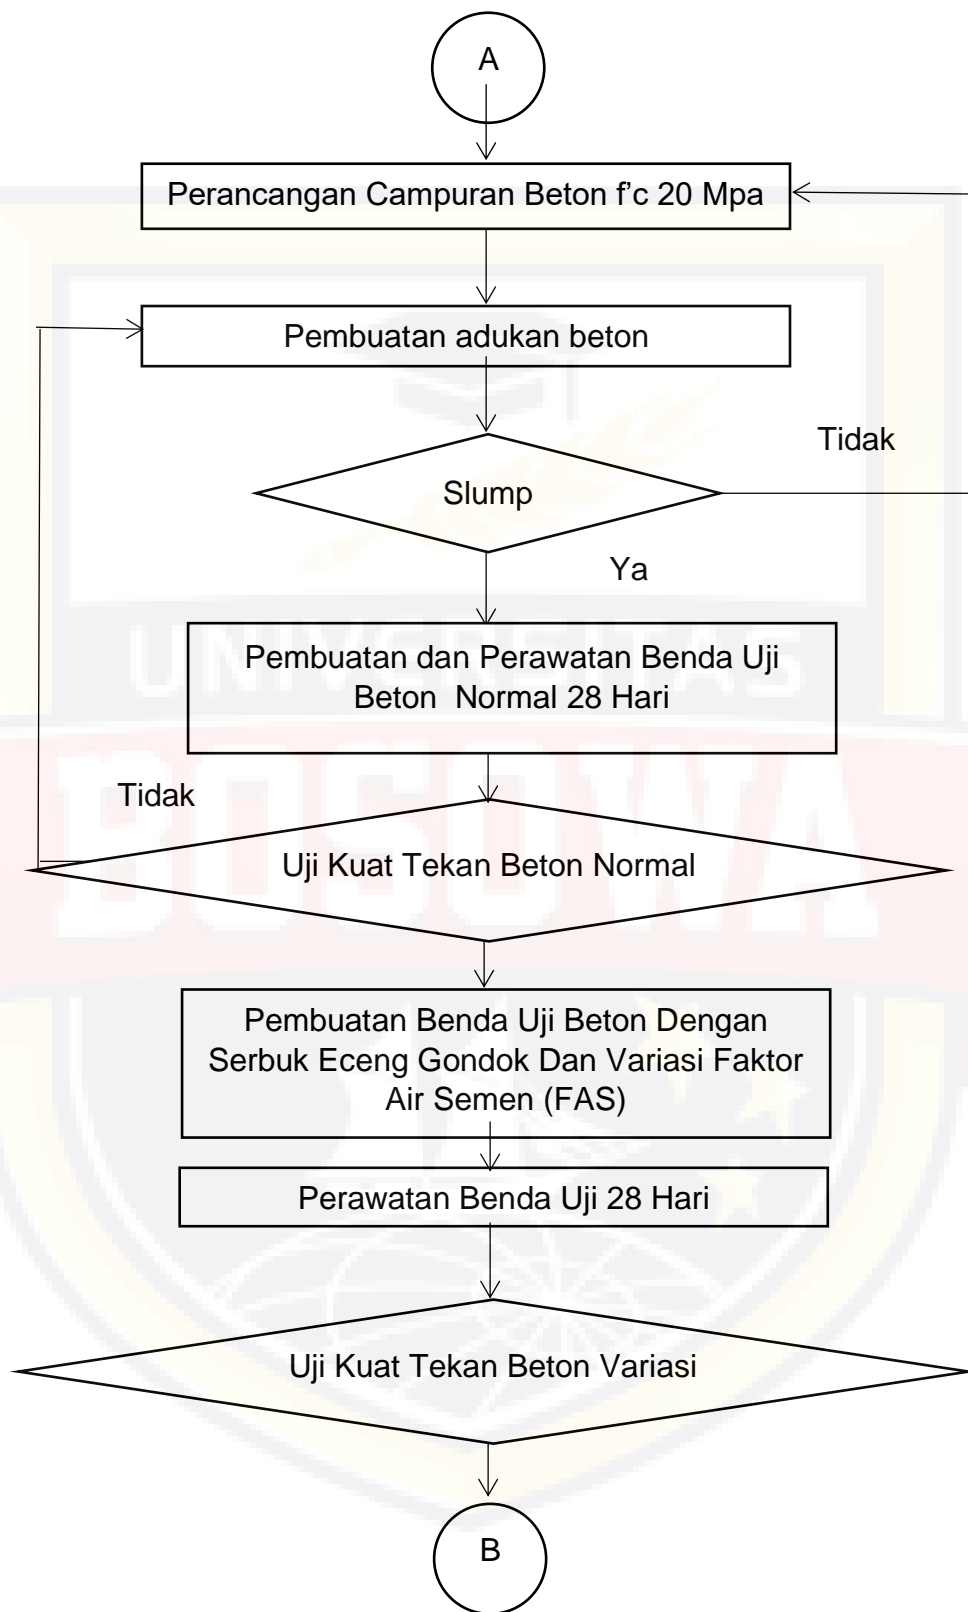 A
Perancangan Campuran Beton f’c 20 Mpa
Pembuatan adukan beton
Tidak
Slump
Ya
UNIVERSITAS
Pembuatan dan Perawatan Benda Uji
Beton Normal 28 Hari
BOSOWA
Tidak
Uji Kuat Tekan Beton Normal
Pembuatan Benda Uji Beton Dengan
Serbuk Eceng Gondok Dan Variasi Faktor
Air Semen (FAS)
Perawatan Benda Uji 28 Hari
Uji Kuat Tekan Beton Variasi
B